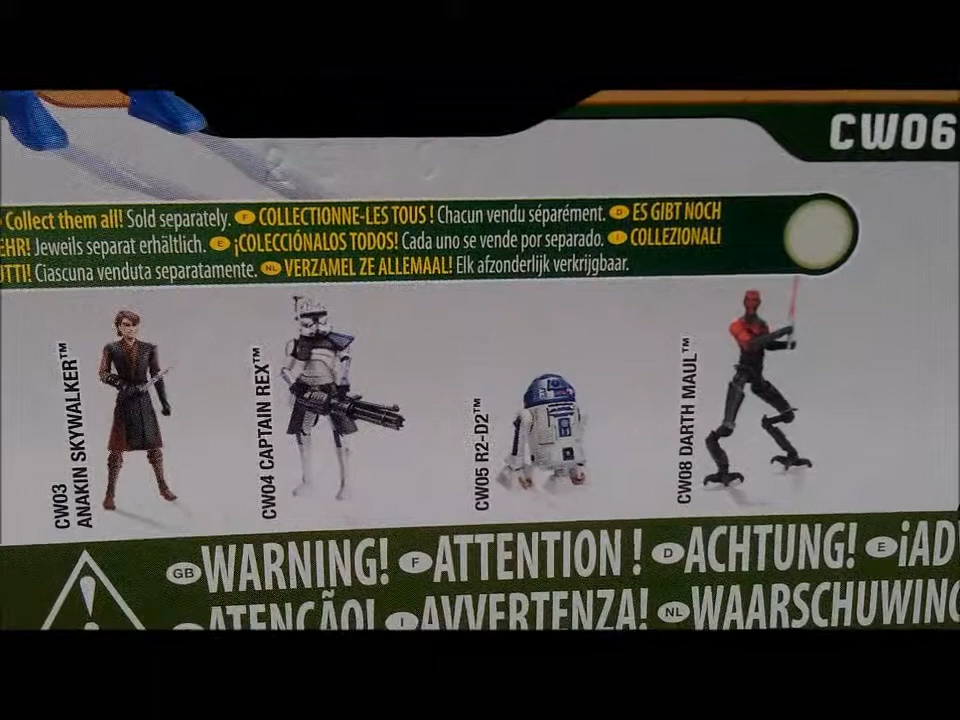 CW06
Collect them all! Sold separately. F COLLECTIONNE-LES TOUS ! Chacun vendu séparément. D ES GIBT NOCH
EHR! Jeweils separat erhältlich. E ¡COLECCIÓNALOS TODOS! Cada uno se vende por separado. I COLLEZIONALI
UTTI! Ciascuna venduta separatamente. NL VERZAMEL ZE ALLEMAAL! Elk afzonderlijk verkrijgbaar.
CW03
ANAKIN SKYWALKER™
CW04 CAPTAIN REX™
CW05 R2-D2™
CW08 DARTH MAUL™
GB WARNING! F ATTENTION ! D ACHTUNG! E ¡AD
ATENÇÃO! I AVVERTENZA! NL WAARSCHUWING